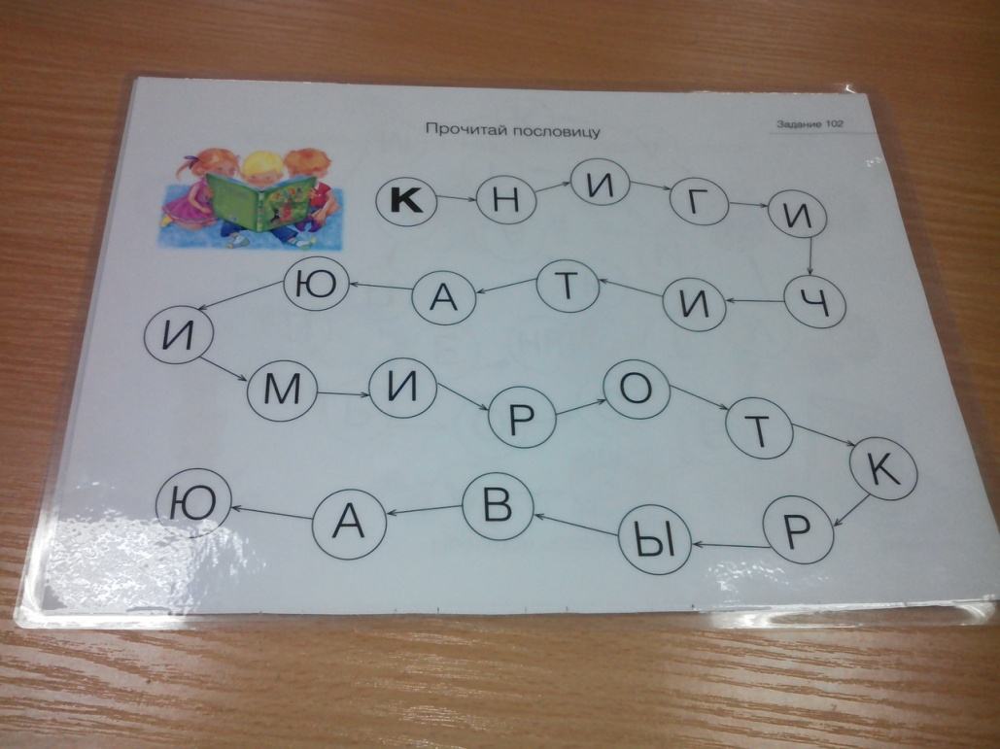 Прочитай пословицу
Задание 102
К Н И Г И
Ч И Т А Ю
И М И Р О Т К
Р Ы В А Ю